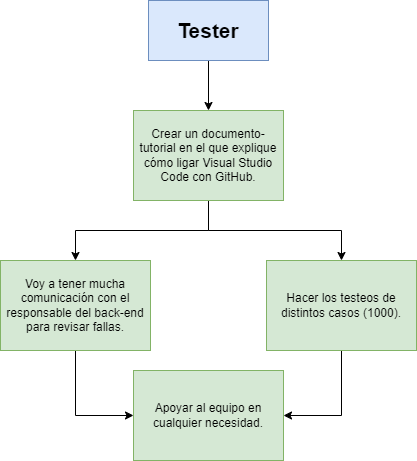 Tester
Crear un documento-
tutorial en el que explique
cómo ligar Visual Studio
Code con GitHub.
Voy a tener mucha
comunicación con el
responsable del back-end
para revisar fallas.
Hacer los testeos de
distintos casos (1000).
Apoyar al equipo en
cualquier necesidad.